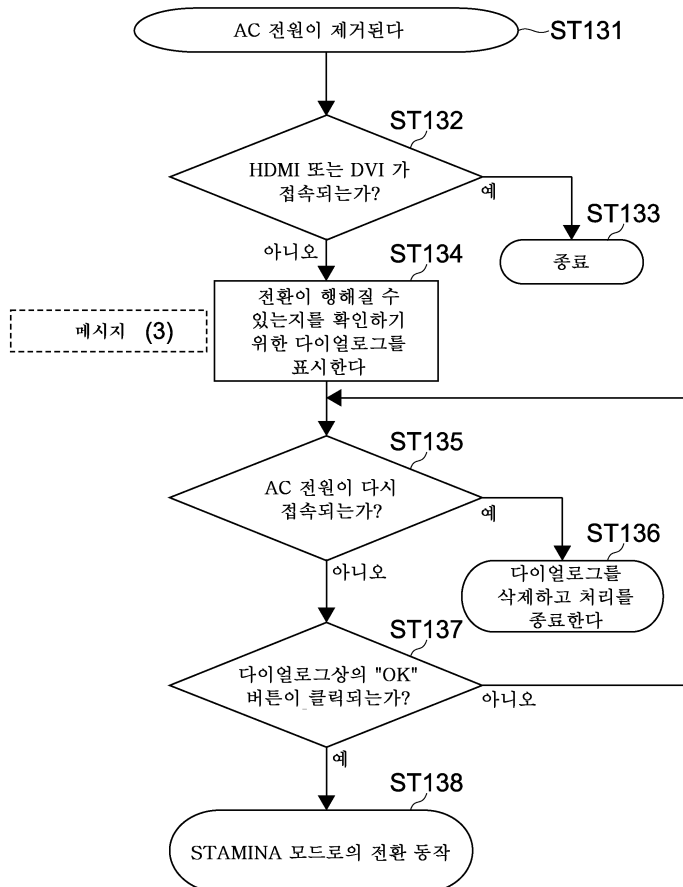 AC 전원이 제거된다
ST131
ST132
HDMI 또는 DVI 가
접속되는가?
예
ST133
종료
아니오
ST134
전환이 행해질 수
있는지를 확인하기
위한 다이얼로그를
표시한다
메시지 (3)
ST135
AC 전원이 다시
접속되는가?
예
ST136
다이얼로그를
삭제하고 처리를
종료한다
아니오
ST137
다이얼로그상의 "OK"
버튼이 클릭되는가?
아니오
예
ST138
STAMINA 모드로의 전환 동작